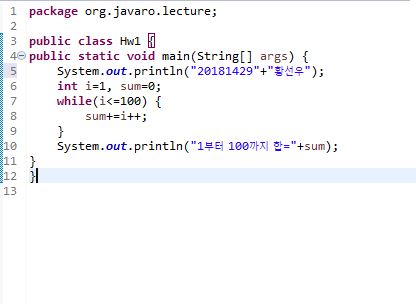 1 package org.javaro.lecture;
2
3 public class Hw1 {
4 public static void main(String[] args) {
5 System.out.println("20181429"+"황선우");
6 int i=1, sum=0;
7 while(i<=100) {
8 sum+=i++;
9 }
10 System.out.println("1부터 100까지 합="+sum);
11 }
12 }
13